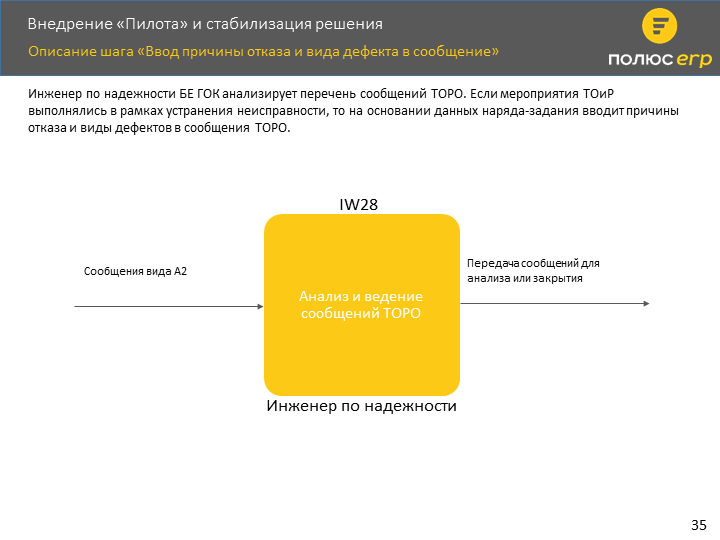 Внедрение «Пилота» и стабилизация решения
Описание шага «Ввод причины отказа и вида дефекта в сообщение»
ПОЛЮС erp
Инженер по надежности БЕ ГОК анализирует перечень сообщений ТОРО. Если мероприятия ТОиР
выполнялись в рамках устранения неисправности, то на основании данных наряда-задания вводит причины
отказа и виды дефектов в сообщения ТОРО.
IW28
Сообщения вида А2
Анализ и ведение
сообщений ТОРО
Передача сообщений для
анализа или закрытия
Инженер по надежности
35